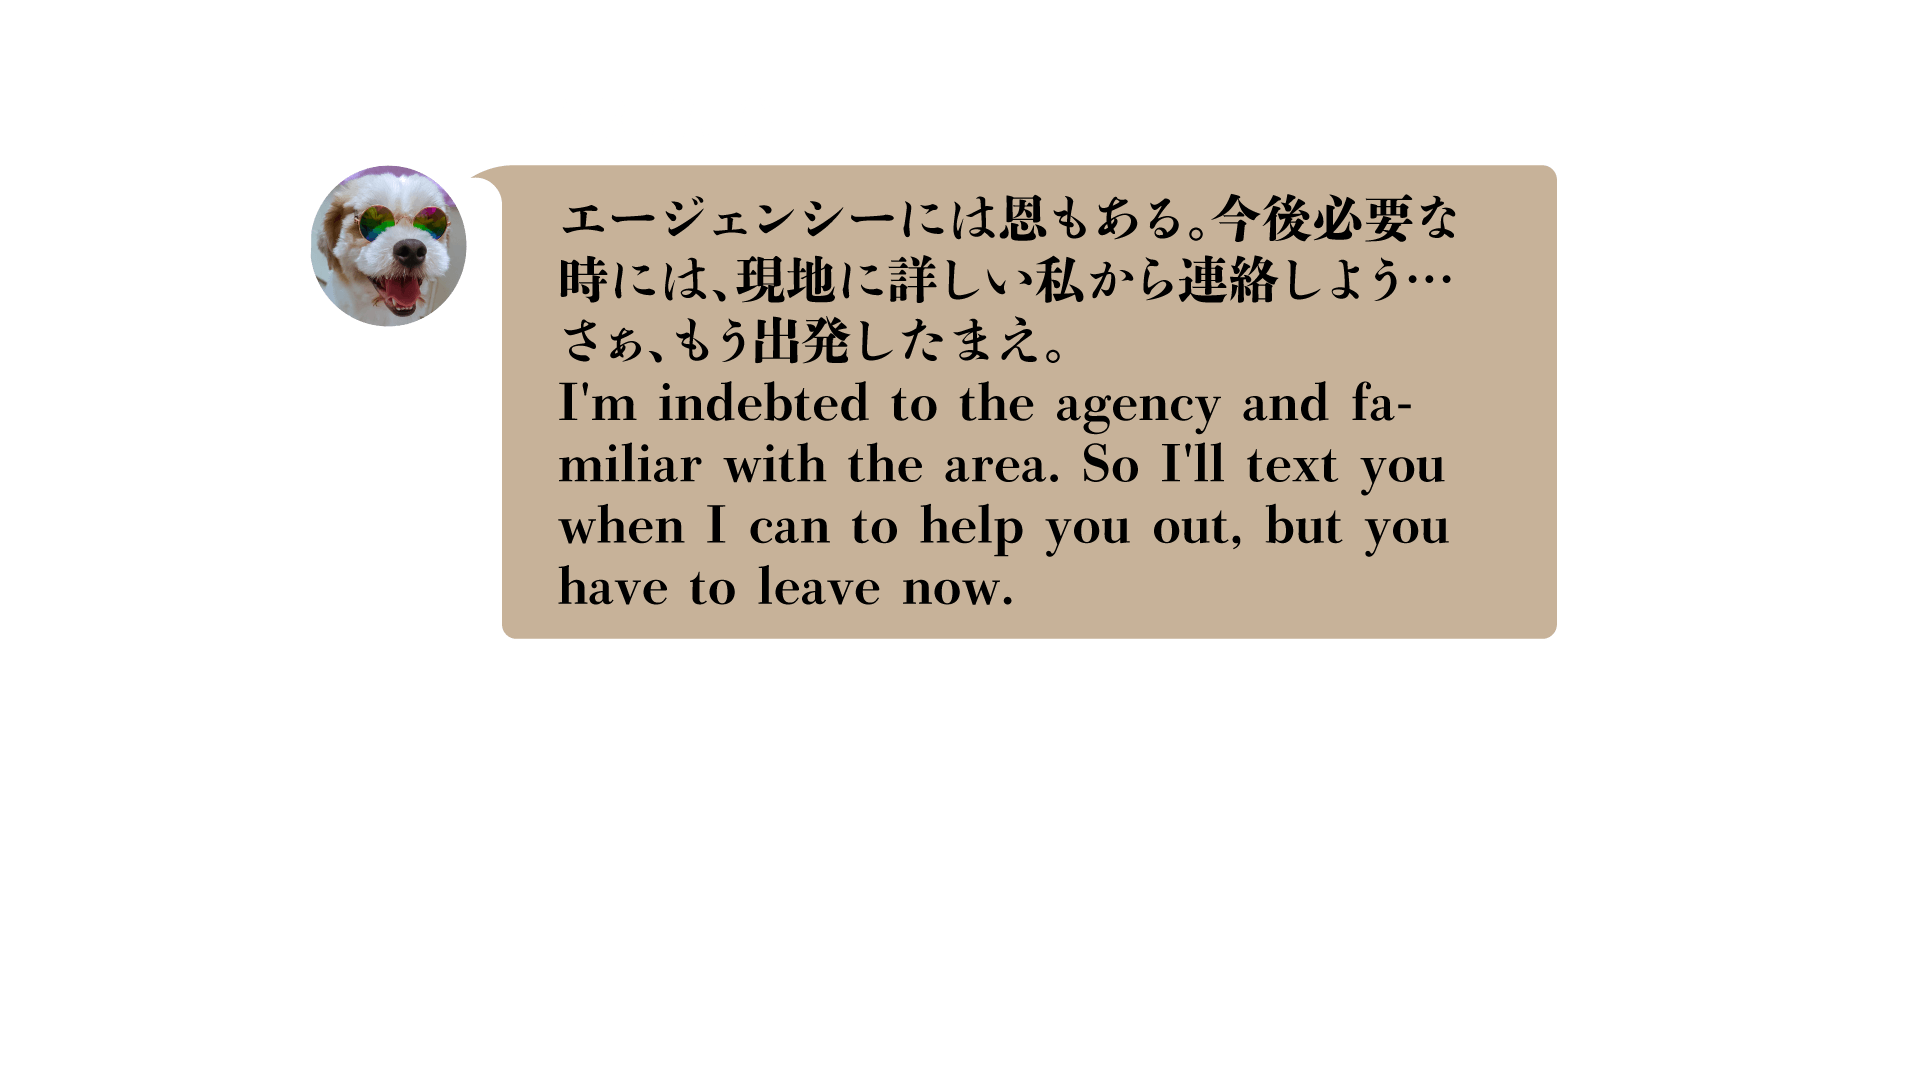 エージェンシーには恩もある。今後必要な
時には、現地に詳しい私から連絡しよう…
さぁ、もう出発したまえ。
I'm indebted to the agency and fa-
miliar with the area. So I'll text you
when I can to help you out, but you
have to leave now.